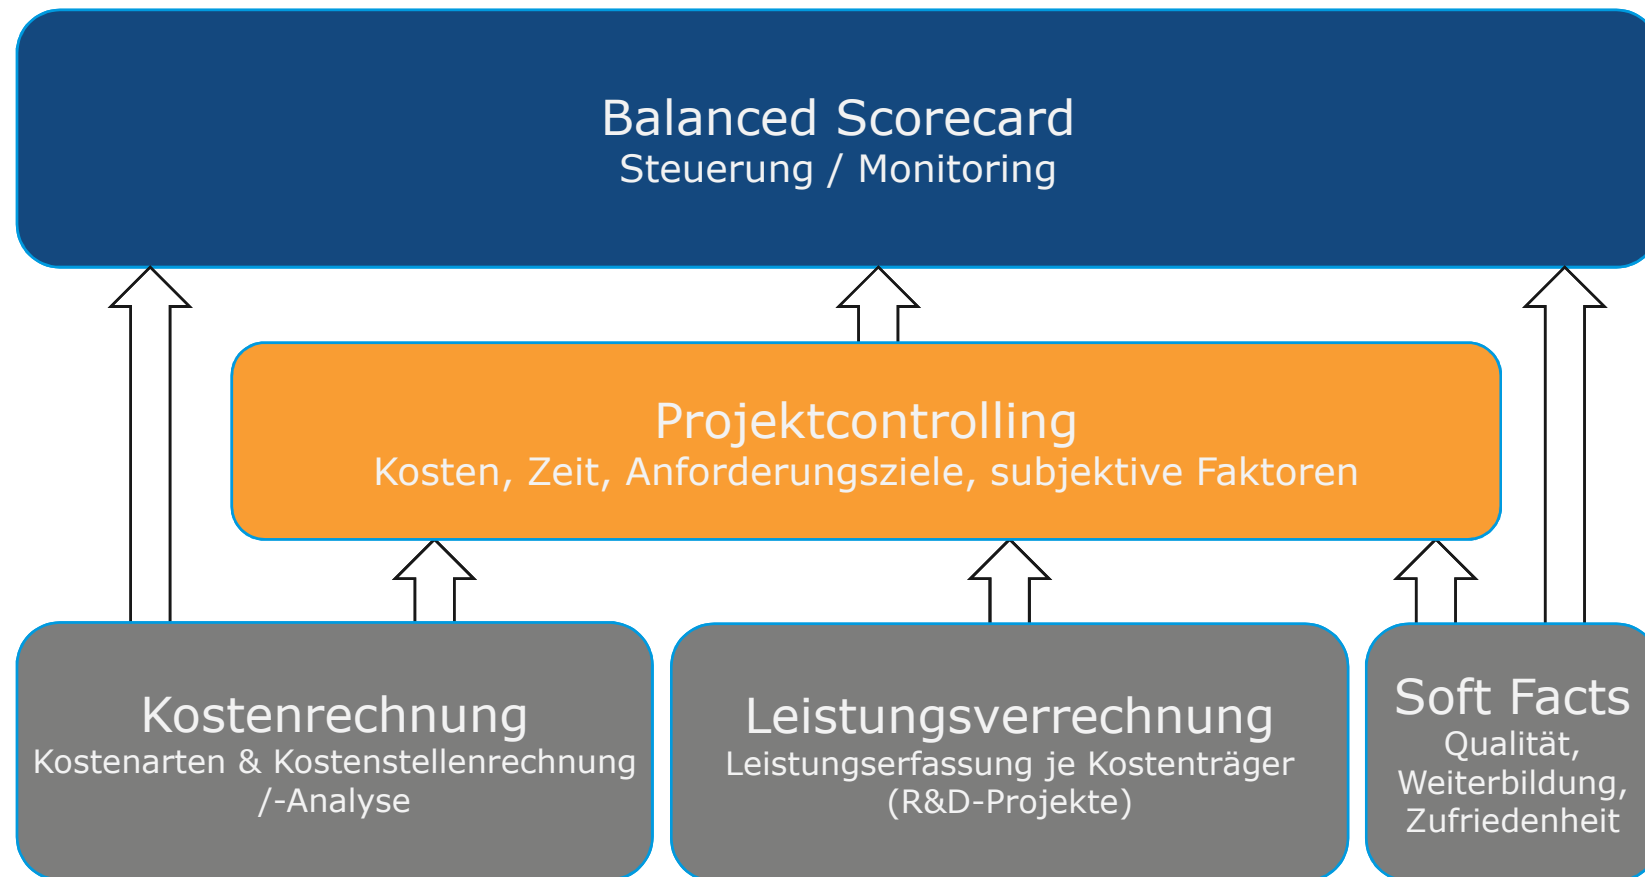 Balanced Scorecard
Steuerung / Monitoring
Projektcontrolling
Kosten, Zeit, Anforderungsziele, subjektive Faktoren
Kostenrechnung
Kostenarten & Kostenstellenrechnung
/-Analyse
Leistungsverrechnung
Leistungserfassung je Kostenträger
(R&D-Projekte)
Soft Facts
Qualität,
Weiterbildung,
Zufriedenheit